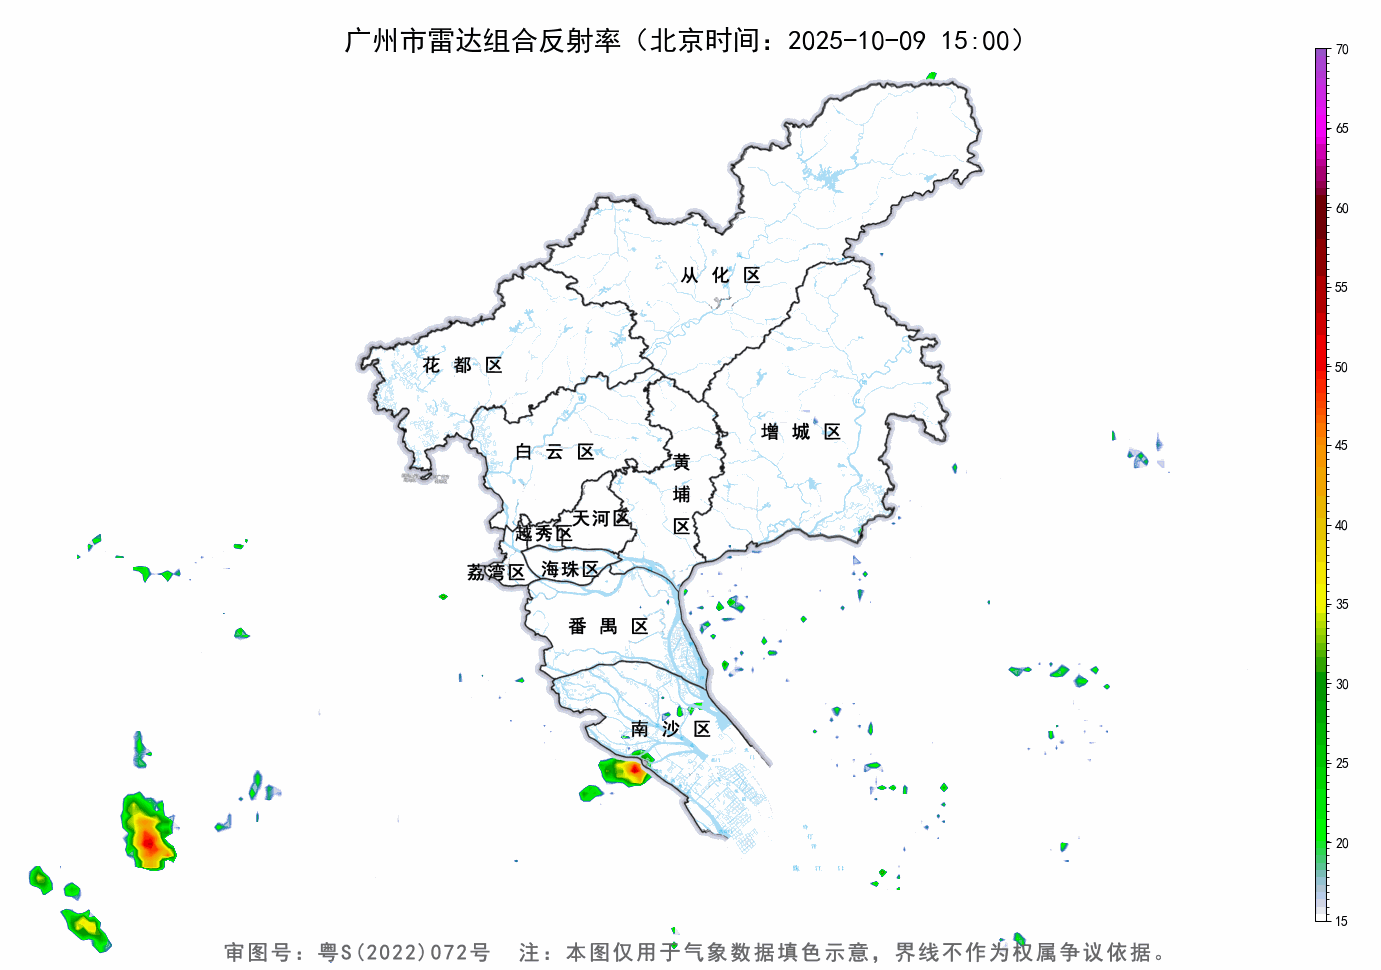 广州市雷达组合反射率（北京时间：2025-10-09 15:00）
70
65
60
55
50
45
40
35
30
25
20
15
从化区
花都区
增城区
白云区
黄埔区
天河区
越秀区
荔湾区
海珠区
番禺区
南沙区
审图号：粤S(2022)072号 注：本图仅用于气象数据填色示意，界线不作为权属争议依据。